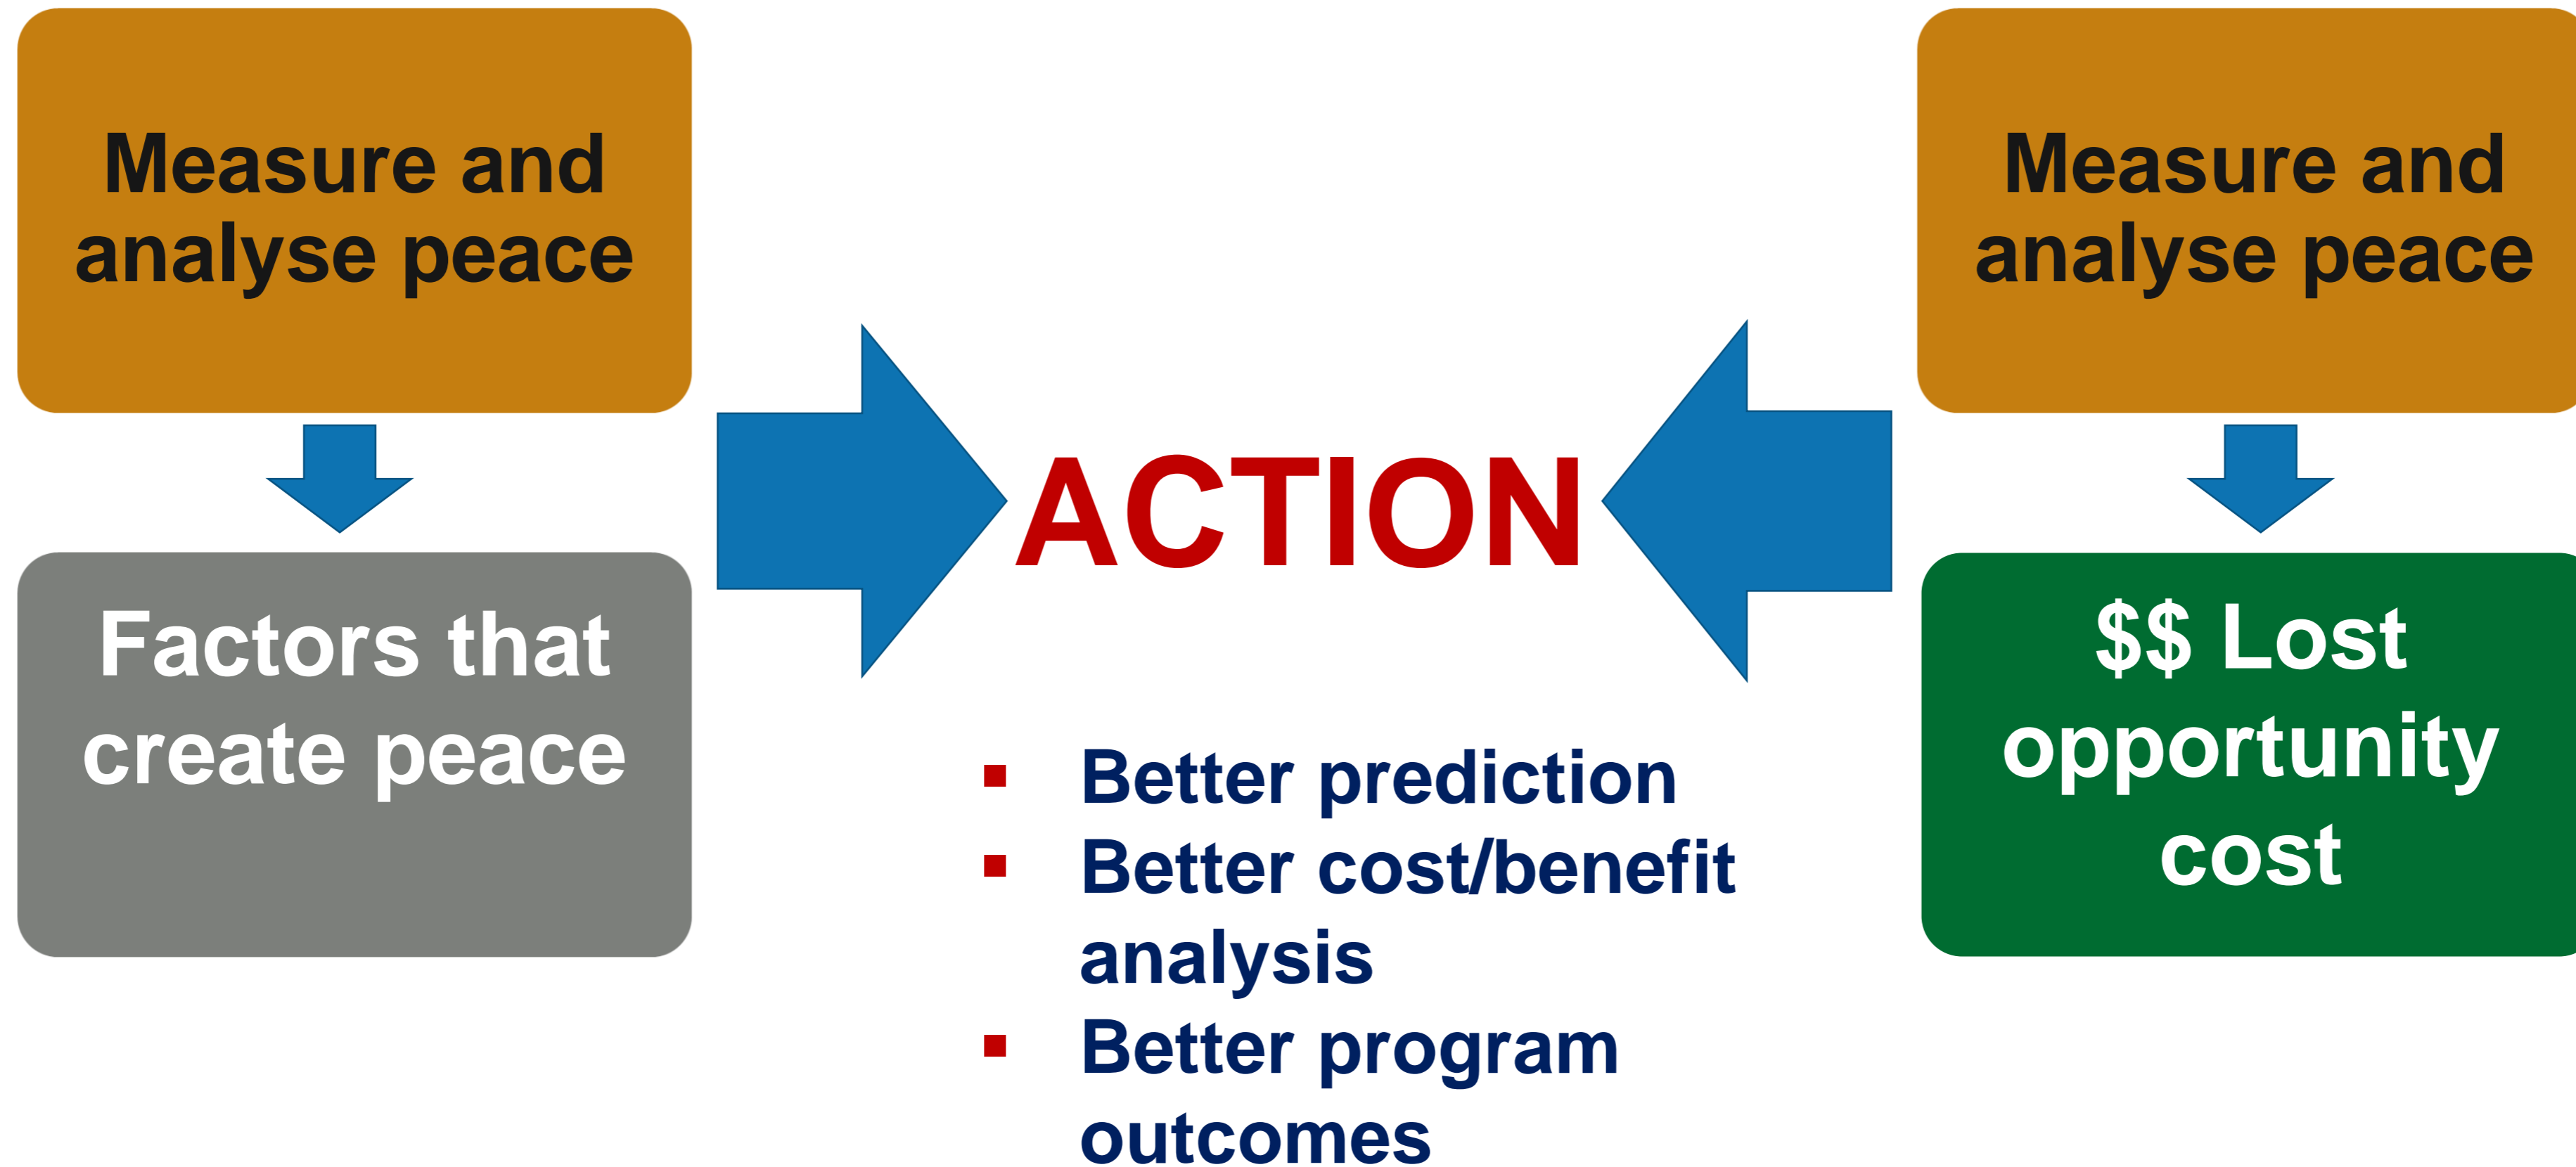 Measure and
analyse peace
Factors that
create peace
ACTION
▪ Better prediction
▪ Better cost/benefit
analysis
▪ Better program
outcomes
Measure and
analyse peace
$$ Lost
opportunity
cost